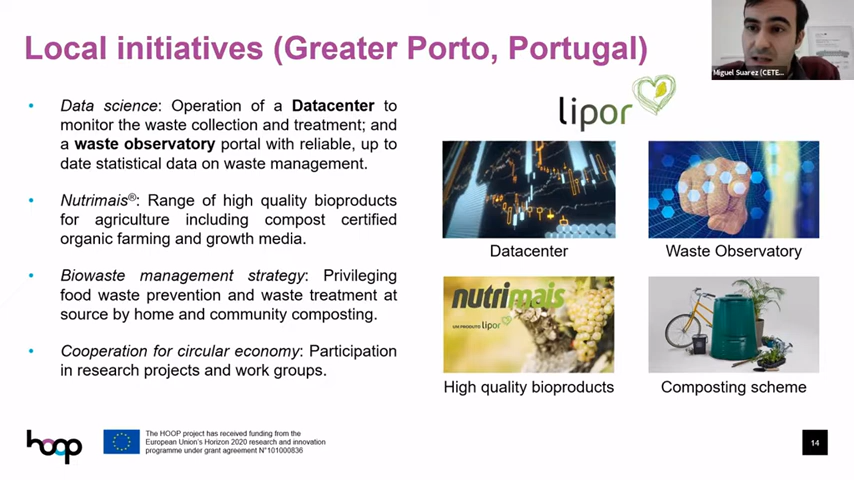 Local initiatives (Greater Porto, Portugal)
Miguel Suarez (CETE...
• Data science: Operation of a Datacenter to
monitor the waste collection and treatment; and
a waste observatory portal with reliable, up to
date statistical data on waste management.
• Nutrimais®: Range of high quality bioproducts
for agriculture including compost certified
organic farming and growth media.
• Biowaste management strategy: Privileging
food waste prevention and waste treatment at
source by home and community composting.
• Cooperation for circular economy: Participation
in research projects and work groups.
lipor
Datacenter
Waste Observatory
nutrimais
UM PRODUTO lipor
High quality bioproducts
Composting scheme
hoop
The HOOP project has received funding from the
European Union's Horizon 2020 research and innovation
programme under grant agreement N°101000836
14